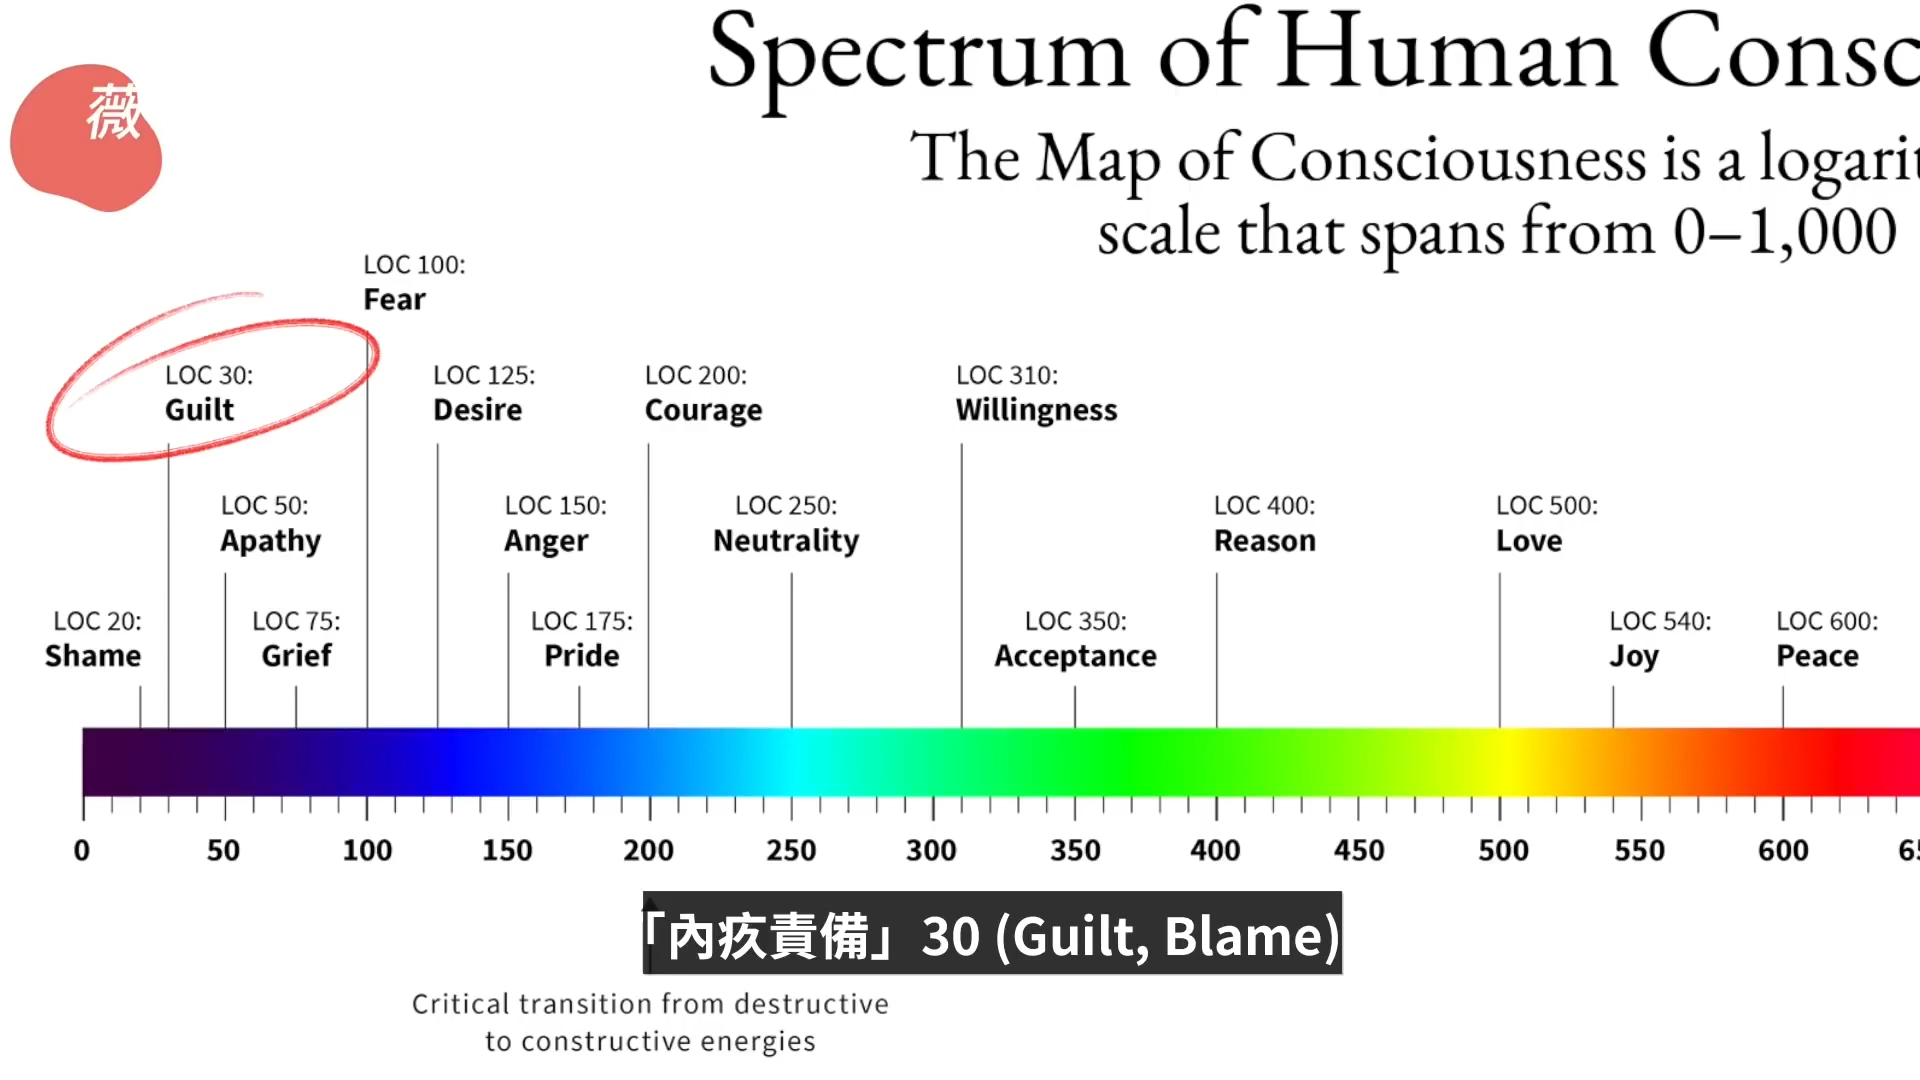 Spectrum of Human Consc
The Map of Consciousness is a logarit
scale that spans from 0–1,000
薇
LOC 100:
Fear
LOC 30:
Guilt
LOC 125:
Desire
LOC 200:
Courage
LOC 310:
Willingness
LOC 50:
Apathy
LOC 150:
Anger
LOC 250:
Neutrality
LOC 400:
Reason
LOC 500:
Love
LOC 20:
Shame
LOC 75:
Grief
LOC 175:
Pride
LOC 350:
Acceptance
LOC 540:
Joy
LOC 600:
Peace
0 50 100 150 200 250 300 350 400 450 500 550 600 65
「內疚責備」30 (Guilt, Blame)
Critical transition from destructive
to constructive energies